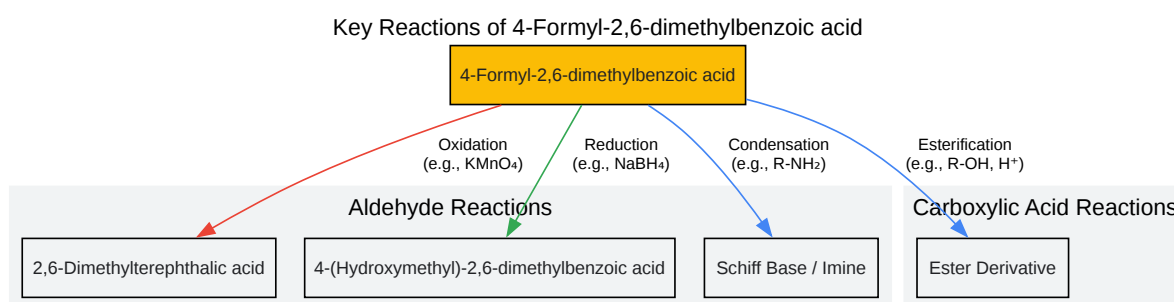 Key Reactions of 4-Formyl-2,6-dimethylbenzoic acid
4-Formyl-2,6-dimethylbenzoic acid
Oxidation
(e.g., KMnO₄)
Reduction
(e.g., NaBH₄)
Condensation
(e.g., R-NH₂)
Esterification
(e.g., R-OH, H⁺)
Aldehyde Reactions
Carboxylic Acid Reactions
2,6-Dimethylterephthalic acid
4-(Hydroxymethyl)-2,6-dimethylbenzoic acid
Schiff Base / Imine
Ester Derivative